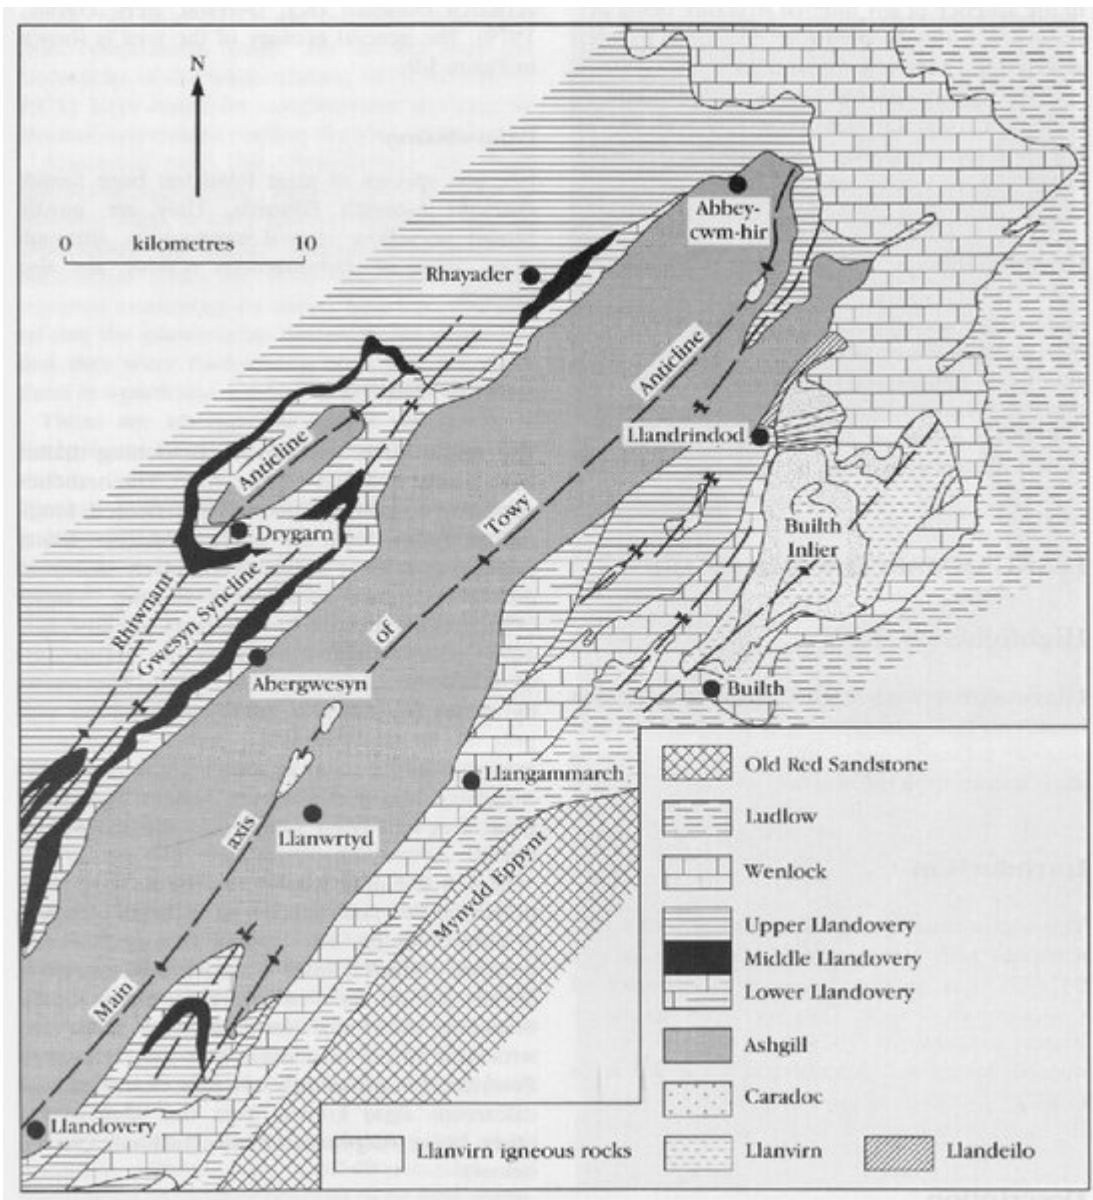 N
0 kilometres 10
Abbey-
cwm-hir
Rhayader
Anticline
Llandrindod
Anticline
Towy
Drygarn
Builth
Inlier
Rhiwnant
Gwesyn Syncline
of
Abergwesyn
Builth
Llangammarch
axis
Llanwrtyd
Mynydd Eppynt
Main
Llandovery
Old Red Sandstone
Ludlow
Wenlock
Upper Llandovery
Middle Llandovery
Lower Llandovery
Ashgill
Caradoc
Llanvirn igneous rocks
Llanvirn
Llandeilo